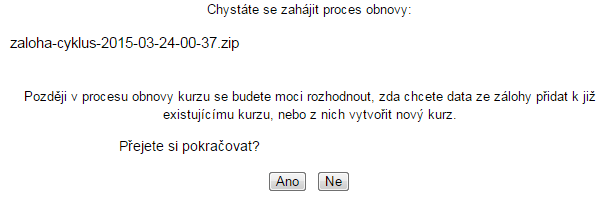 Chystáte se zahájit proces obnovy:
zaloha-cyklus-2015-03-24-00-37.zip
Později v procesu obnovy kurzu se budete moci rozhodnout, zda chcete data ze zálohy přidat k již
existujícímu kurzu, nebo z nich vytvořit nový kurz.
Přejete si pokračovat?
Ano Ne